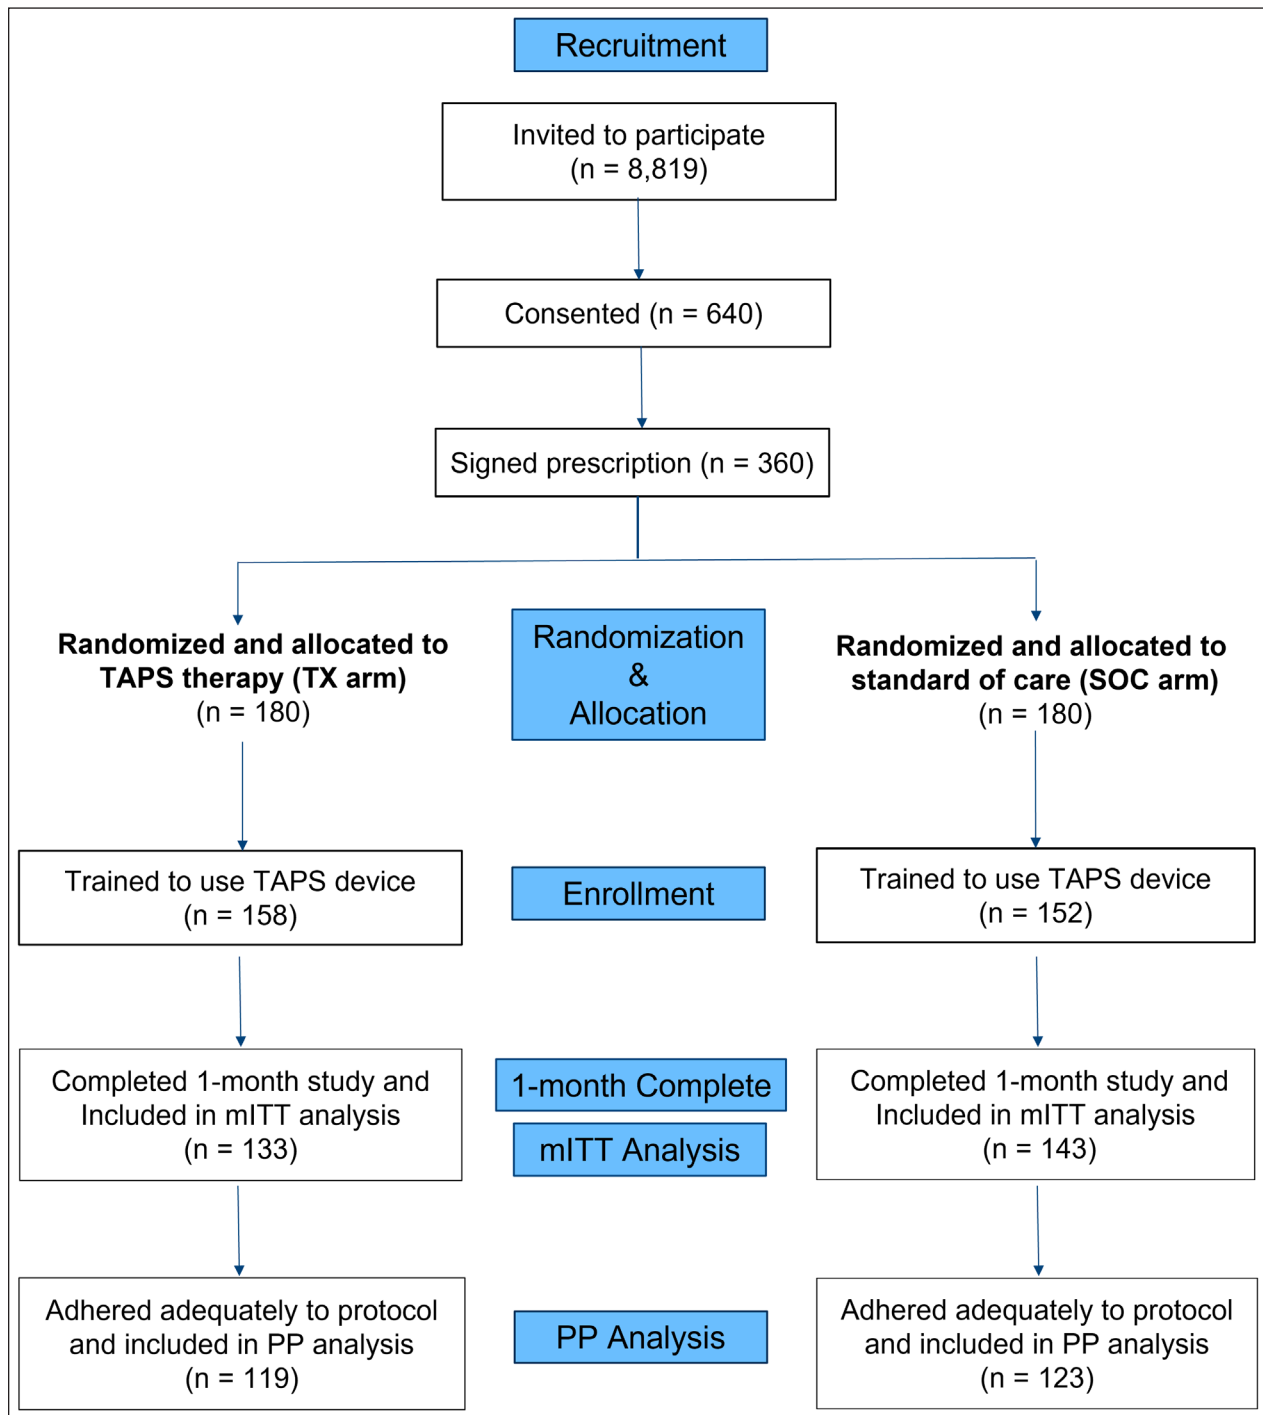 Recruitment
Invited to participate
(n = 8,819)
Consented (n = 640)
Signed prescription (n = 360)
Randomized and allocated to
TAPS therapy (TX arm)
(n = 180)
Randomization
&
Allocation
Randomized and allocated to
standard of care (SOC arm)
(n = 180)
Trained to use TAPS device
(n = 158)
Enrollment
Trained to use TAPS device
(n = 152)
Completed 1-month study and
Included in mITT analysis
(n = 133)
1-month Complete
mITT Analysis
Completed 1-month study and
Included in mITT analysis
(n = 143)
Adhered adequately to protocol
and included in PP analysis
(n = 119)
PP Analysis
Adhered adequately to protocol
and included in PP analysis
(n = 123)